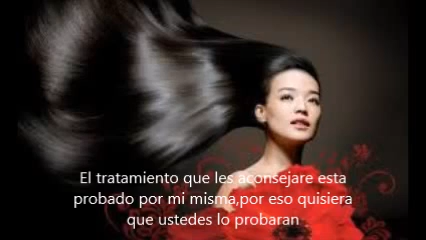 El tratamiento que les aconsejare esta
probado por mi misma,por eso quisiera
que ustedes lo probaran